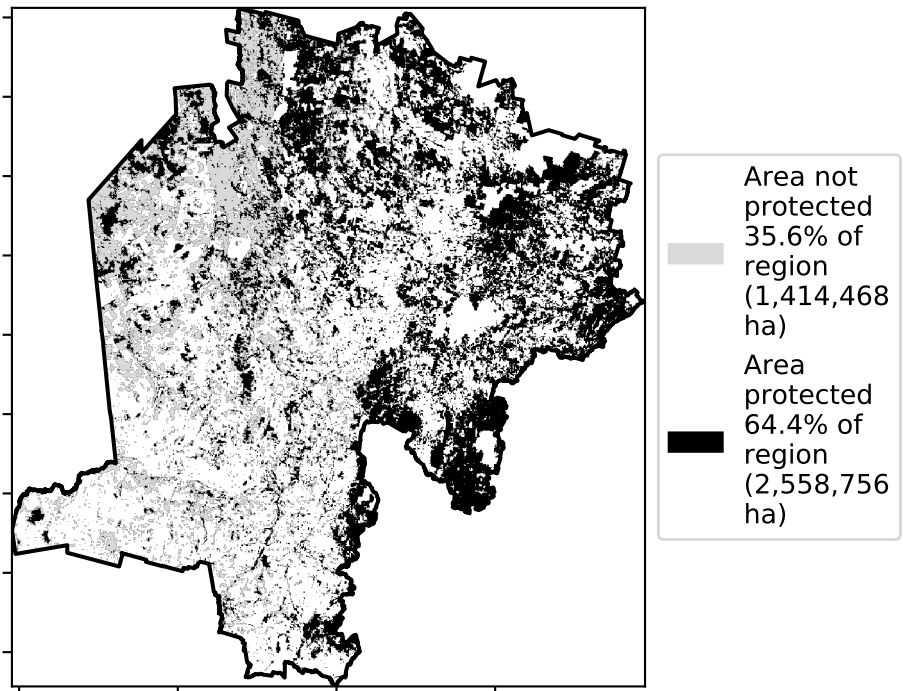 Area not
protected
35.6% of
region
(1,414,468
ha)
Area
protected
64.4% of
region
(2,558,756
ha)